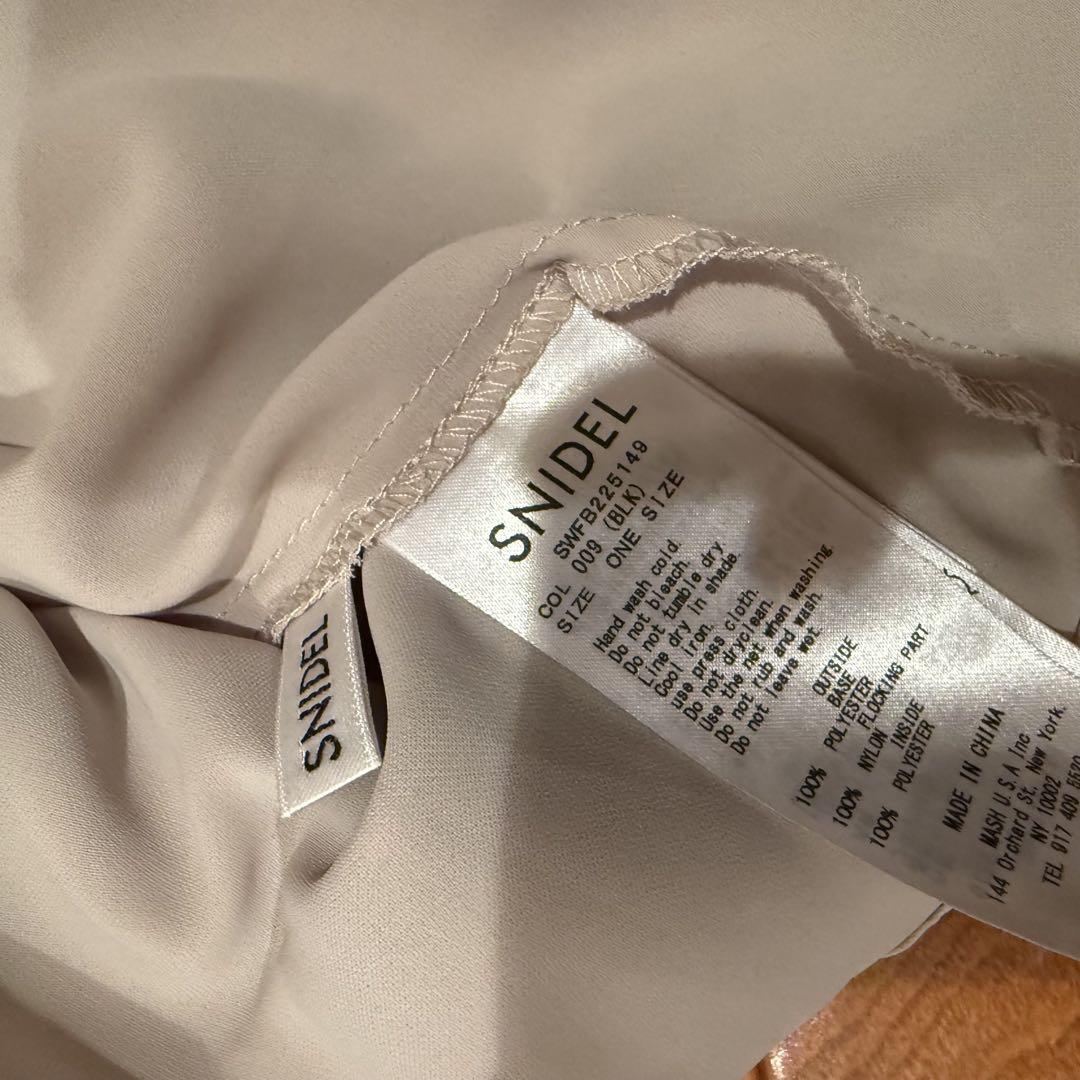 SNIDEL
SWFB225149
COL 009 (BLK)
SIZE ONE SIZE
Hand wash cold.
Do not bleach.
Do not tumble dry.
Line dry in shade.
Cool iron.
use press cloth.
Do not dryclean.
Use the net when washing.
Do not rub and wash.
Do not leave wet.
OUTSIDE
BASE
100% POLYESTER
FLOCKING PART
100% NYLON
INSIDE
100% POLYESTER
MADE IN CHINA
MASH U.S.A Inc
144 Orchard St. New York,
NY 10002
TEL 917 409
SNIDEL